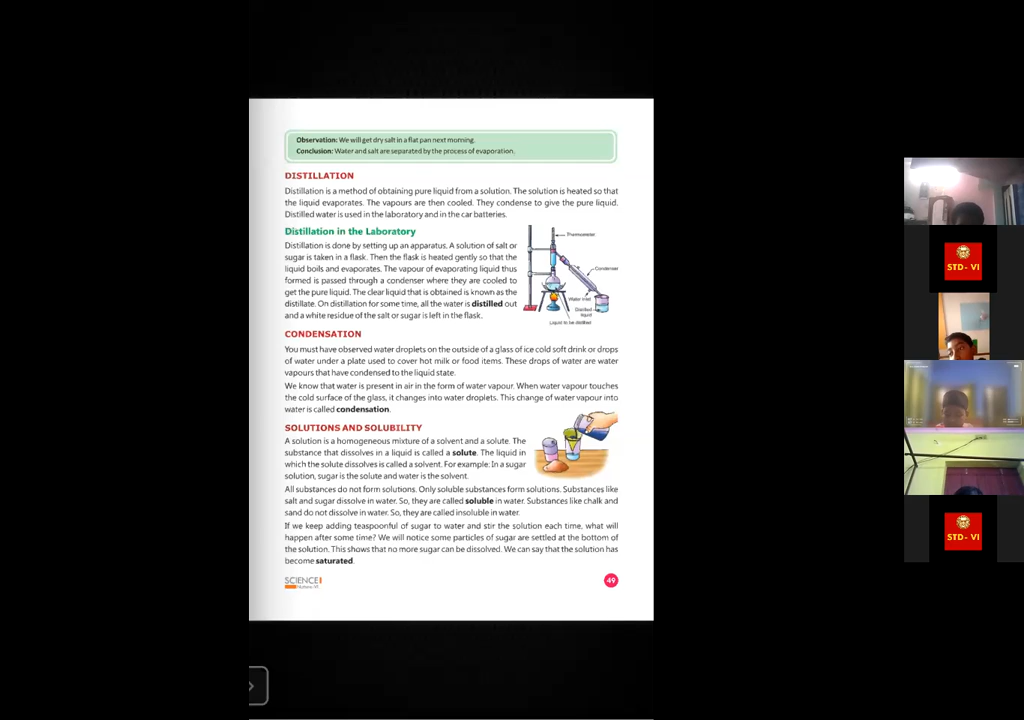 Observation: We will get dry salt in a flat pan next morning.
Conclusion: Water and salt are separated by the process of evaporation.
DISTILLATION
Distillation is a method of obtaining pure liquid from a solution. The solution is heated so that
the liquid evaporates. The vapours are then cooled. They condense to give the pure liquid.
Distilled water is used in the laboratory and in the car batteries.
Distillation in the Laboratory
Distillation is done by setting up an apparatus. A solution of salt or
sugar is taken in a flask. Then the flask is heated gently so that the
liquid boils and evaporates. The vapour of evaporating liquid thus
formed is passed through a condenser where they are cooled to
get the pure liquid. The clear liquid that is obtained is known as the
distillate. On distillation for some time, all the water is distilled out
and a white residue of the salt or sugar is left in the flask.
Thermometer
Condenser
Water inlet
Distilled
liquid
Liquid to be distilled
CONDENSATION
You must have observed water droplets on the outside of a glass of ice cold soft drink or drops
of water under a plate used to cover hot milk or food items. These drops of water are water
vapours that have condensed to the liquid state.
We know that water is present in air in the form of water vapour. When water vapour touches
the cold surface of the glass, it changes into water droplets. This change of water vapour into
water is called condensation.
SOLUTIONS AND SOLUBILITY
A solution is a homogeneous mixture of a solvent and a solute. The
substance that dissolves in a liquid is called a solute. The liquid in
which the solute dissolves is called a solvent. For example: In a sugar
solution, sugar is the solute and water is the solvent.
All substances do not form solutions. Only soluble substances form solutions. Substances like
salt and sugar dissolve in water. So, they are called soluble in water. Substances like chalk and
sand do not dissolve in water. So, they are called insoluble in water.
If we keep adding teaspoonful of sugar to water and stir the solution each time, what will
happen after some time? We will notice some particles of sugar are settled at the bottom of
the solution. This shows that no more sugar can be dissolved. We can say that the solution has
become saturated.
SCIENCE
49
STD- VI
STD- VI